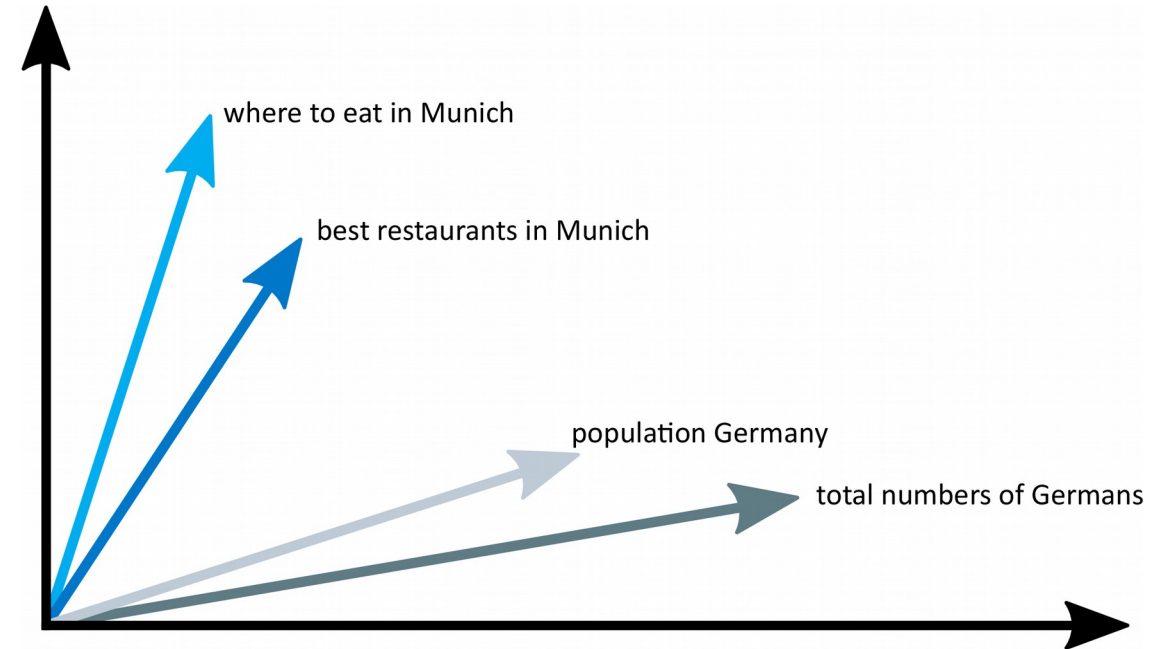 where to eat in Munich
best restaurants in Munich
population Germany
total numbers of Germans